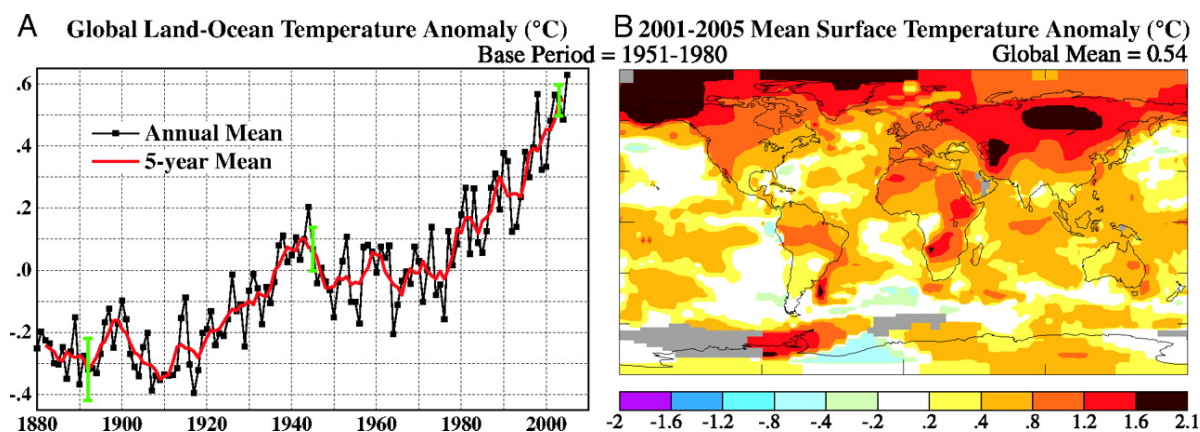 A Global Land-Ocean Temperature Anomaly (°C)
B 2001-2005 Mean Surface Temperature Anomaly (°C)
Base Period = 1951-1980
Global Mean = 0.54
.6
.4
.2
.0
-.2
-.4
Annual Mean
5-year Mean
1880 1900 1920 1940 1960 1980 2000
-2 -1.6 -1.2 -.8 -.4 -.2 .2 .4 .8 1.2 1.6 2.1